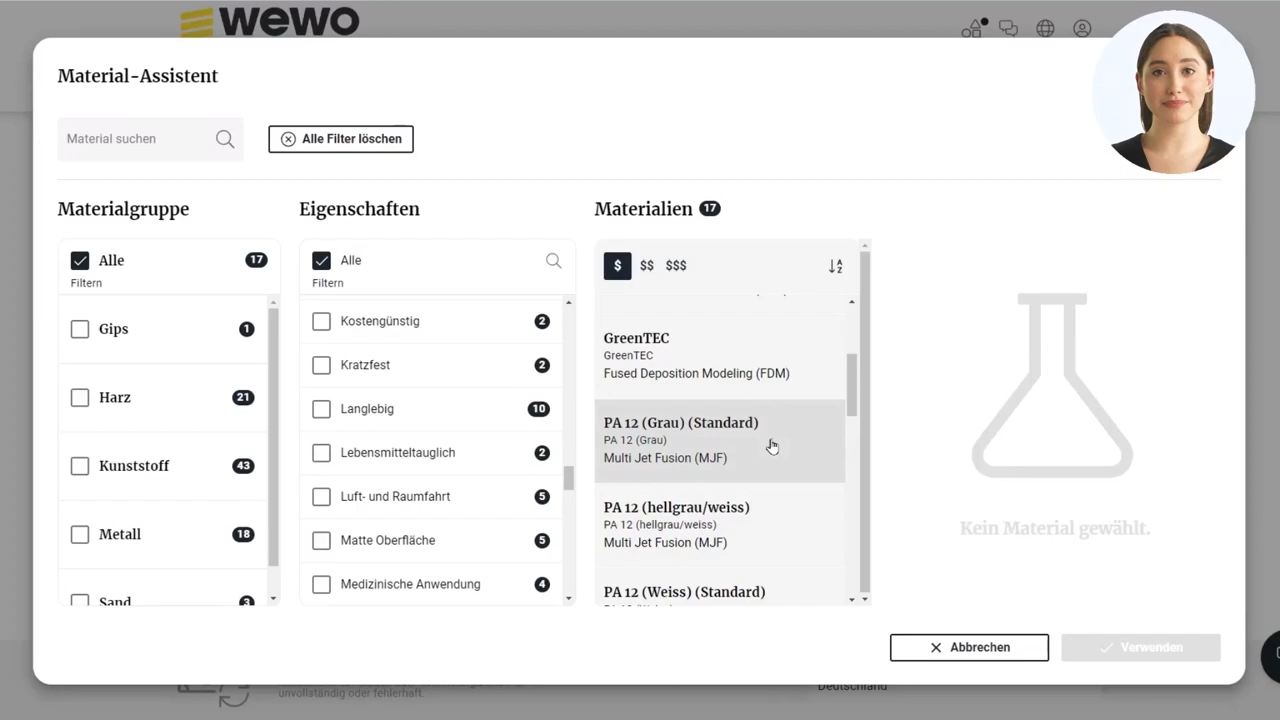 wewo
Material-Assistent
Material suchen
Alle Filter löschen
Materialgruppe
Alle 17
Filtern
Gips 1
Harz 21
Kunststoff 43
Metall 18
Sand 3
Eigenschaften
Alle
Filtern
Kostengünstig 2
Kratzfest 2
Langlebig 10
Lebensmitteltauglich 2
Luft- und Raumfahrt 5
Matte Oberfläche 5
Medizinische Anwendung 4
Materialien 17
$ $$ $$$
GreenTEC
GreenTEC
Fused Deposition Modeling (FDM)
PA 12 (Grau) (Standard)
PA 12 (Grau)
Multi Jet Fusion (MJF)
PA 12 (hellgrau/weiss)
PA 12 (hellgrau/weiss)
Multi Jet Fusion (MJF)
PA 12 (Weiss) (Standard)
Kein Material gewählt.
Abbrechen
Verwenden
unvollständig oder fehlerhaft.
Deutschland